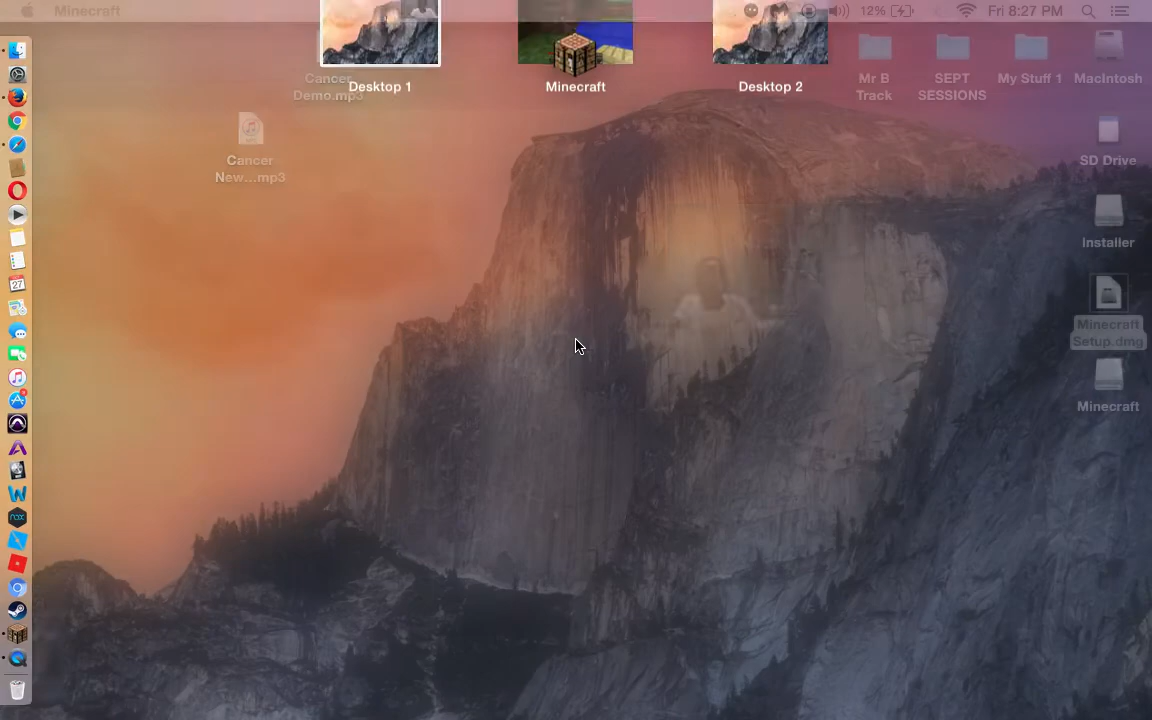 Minecraft
12%
Fri 8:27 PM
Desktop 1
Minecraft
Desktop 2
Cancer
Demo.mp3
Mr B
Track
SEPT
SESSIONS
My Stuff 1
MacIntosh
Cancer
New...mp3
SD Drive
Installer
Minecraft
Setup.dmg
Minecraft
27
nox